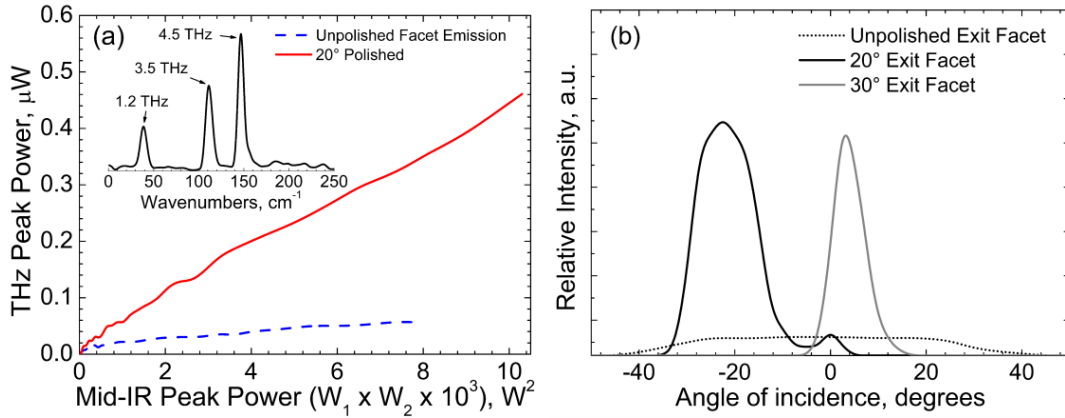 (a)
Unpolished Facet Emission
20° Polished
4.5 THz
3.5 THz
1.2 THz
0 50 100 150 200 250
Wavenumbers, cm⁻¹
THz Peak Power, μW
0.6
0.5
0.4
0.3
0.2
0.1
0.0
0 2 4 6 8 10
Mid-IR Peak Power (W₁ x W₂ x 10³), W²
(b)
Unpolished Exit Facet
20° Exit Facet
30° Exit Facet
Relative Intensity, a.u.
-40 -20 0 20 40
Angle of incidence, degrees